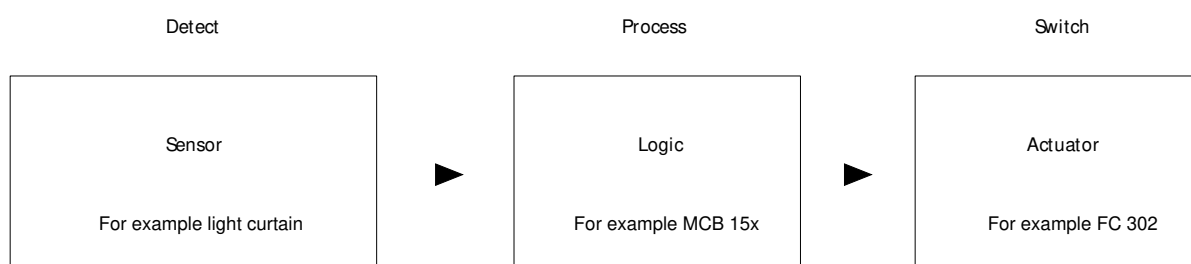 Detect Process Switch
Sensor Logic Actuator
For example light curtain For example MCB 15x For example FC 302